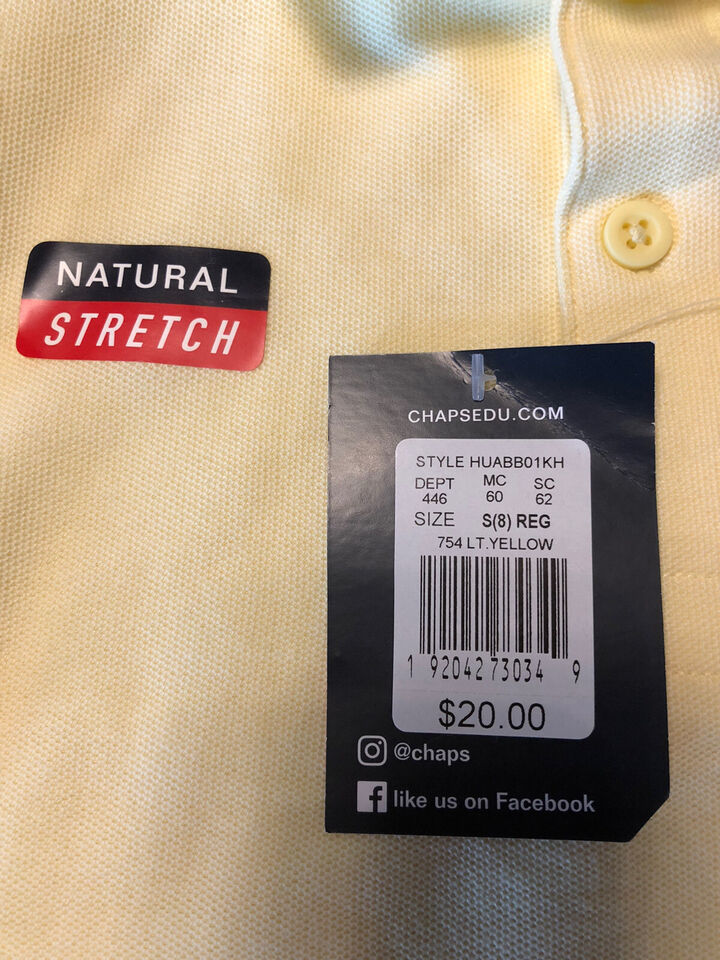 NATURAL
STRETCH
CHAPSEDU.COM
STYLE HUABB01KH
DEPT MC SC
446 60 62
SIZE S(8) REG
754 LT.YELLOW
1 92042 73034 9
$20.00
@chaps
like us on Facebook